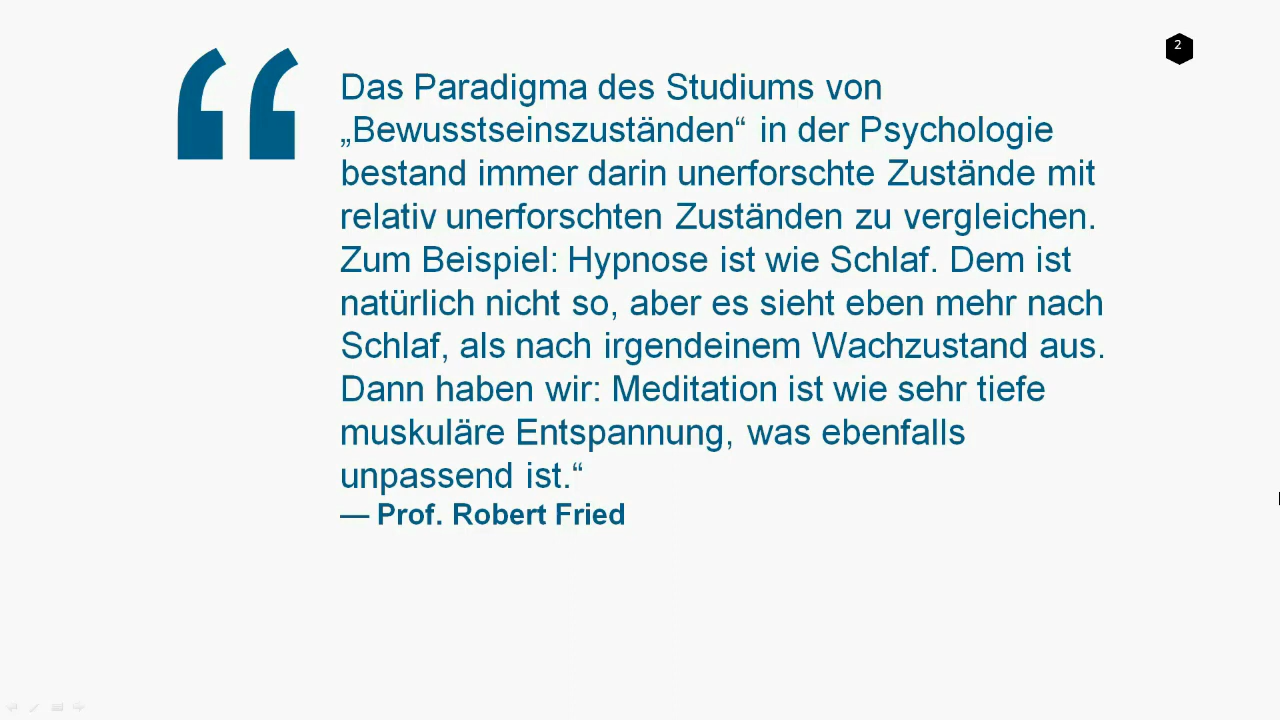 2
“
Das Paradigma des Studiums von
„Bewusstseinszuständen“ in der Psychologie
bestand immer darin unerforschte Zustände mit
relativ unerforschten Zuständen zu vergleichen.
Zum Beispiel: Hypnose ist wie Schlaf. Dem ist
natürlich nicht so, aber es sieht eben mehr nach
Schlaf, als nach irgendeinem Wachzustand aus.
Dann haben wir: Meditation ist wie sehr tiefe
muskuläre Entspannung, was ebenfalls
unpassend ist.“
— Prof. Robert Fried